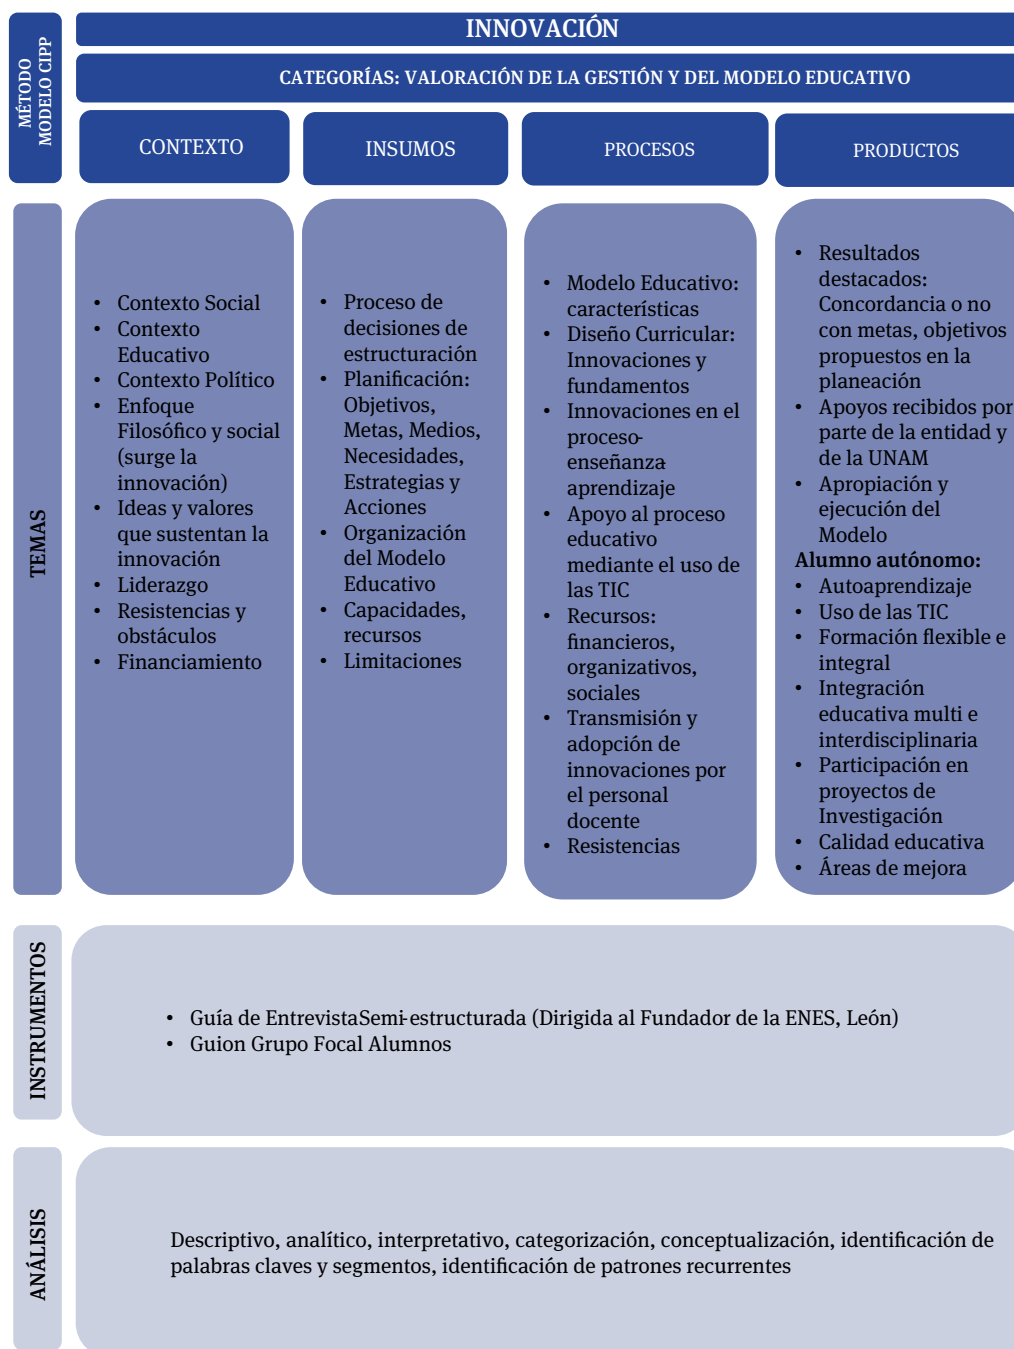 MÉTODO
MODELO CIPP
INNOVACIÓN
CATEGORÍAS: VALORACIÓN DE LA GESTIÓN Y DEL MODELO EDUCATIVO
CONTEXTO
INSUMOS
PROCESOS
PRODUCTOS
TEMAS
• Contexto Social
• Contexto
Educativo
• Contexto Político
• Enfoque
Filosófico y social
(surge la
innovación)
• Ideas y valores
que sustentan la
innovación
• Liderazgo
• Resistencias y
obstáculos
• Financiamiento
• Proceso de
decisiones de
estructuración
• Planificación:
Objetivos,
Metas, Medios,
Necesidades,
Estrategias y
Acciones
• Organización
del Modelo
Educativo
• Capacidades,
recursos
• Limitaciones
• Modelo Educativo:
características
• Diseño Curricular:
Innovaciones y
fundamentos
• Innovaciones en el
proceso-
enseñanza-
aprendizaje
• Apoyo al proceso
educativo
mediante el uso de
las TIC
• Recursos:
financieros,
organizativos,
sociales
• Transmisión y
adopción de
innovaciones por
el personal
docente
• Resistencias
• Resultados
destacados:
Concordancia o no
con metas, objetivos
propuestos en la
planeación
• Apoyos recibidos por
parte de la entidad y
de la UNAM
• Apropiación y
ejecución del
Modelo
Alumno autónomo:
• Autoaprendizaje
• Uso de las TIC
• Formación flexible e
integral
• Integración
educativa multi e
interdisciplinaria
• Participación en
proyectos de
Investigación
• Calidad educativa
• Áreas de mejora
INSTRUMENTOS
• Guía de EntrevistaSemi-estructurada (Dirigida al Fundador de la ENES, León)
• Guion Grupo Focal Alumnos
ANÁLISIS
Descriptivo, analítico, interpretativo, categorización, conceptualización, identificación de
palabras claves y segmentos, identificación de patrones recurrentes